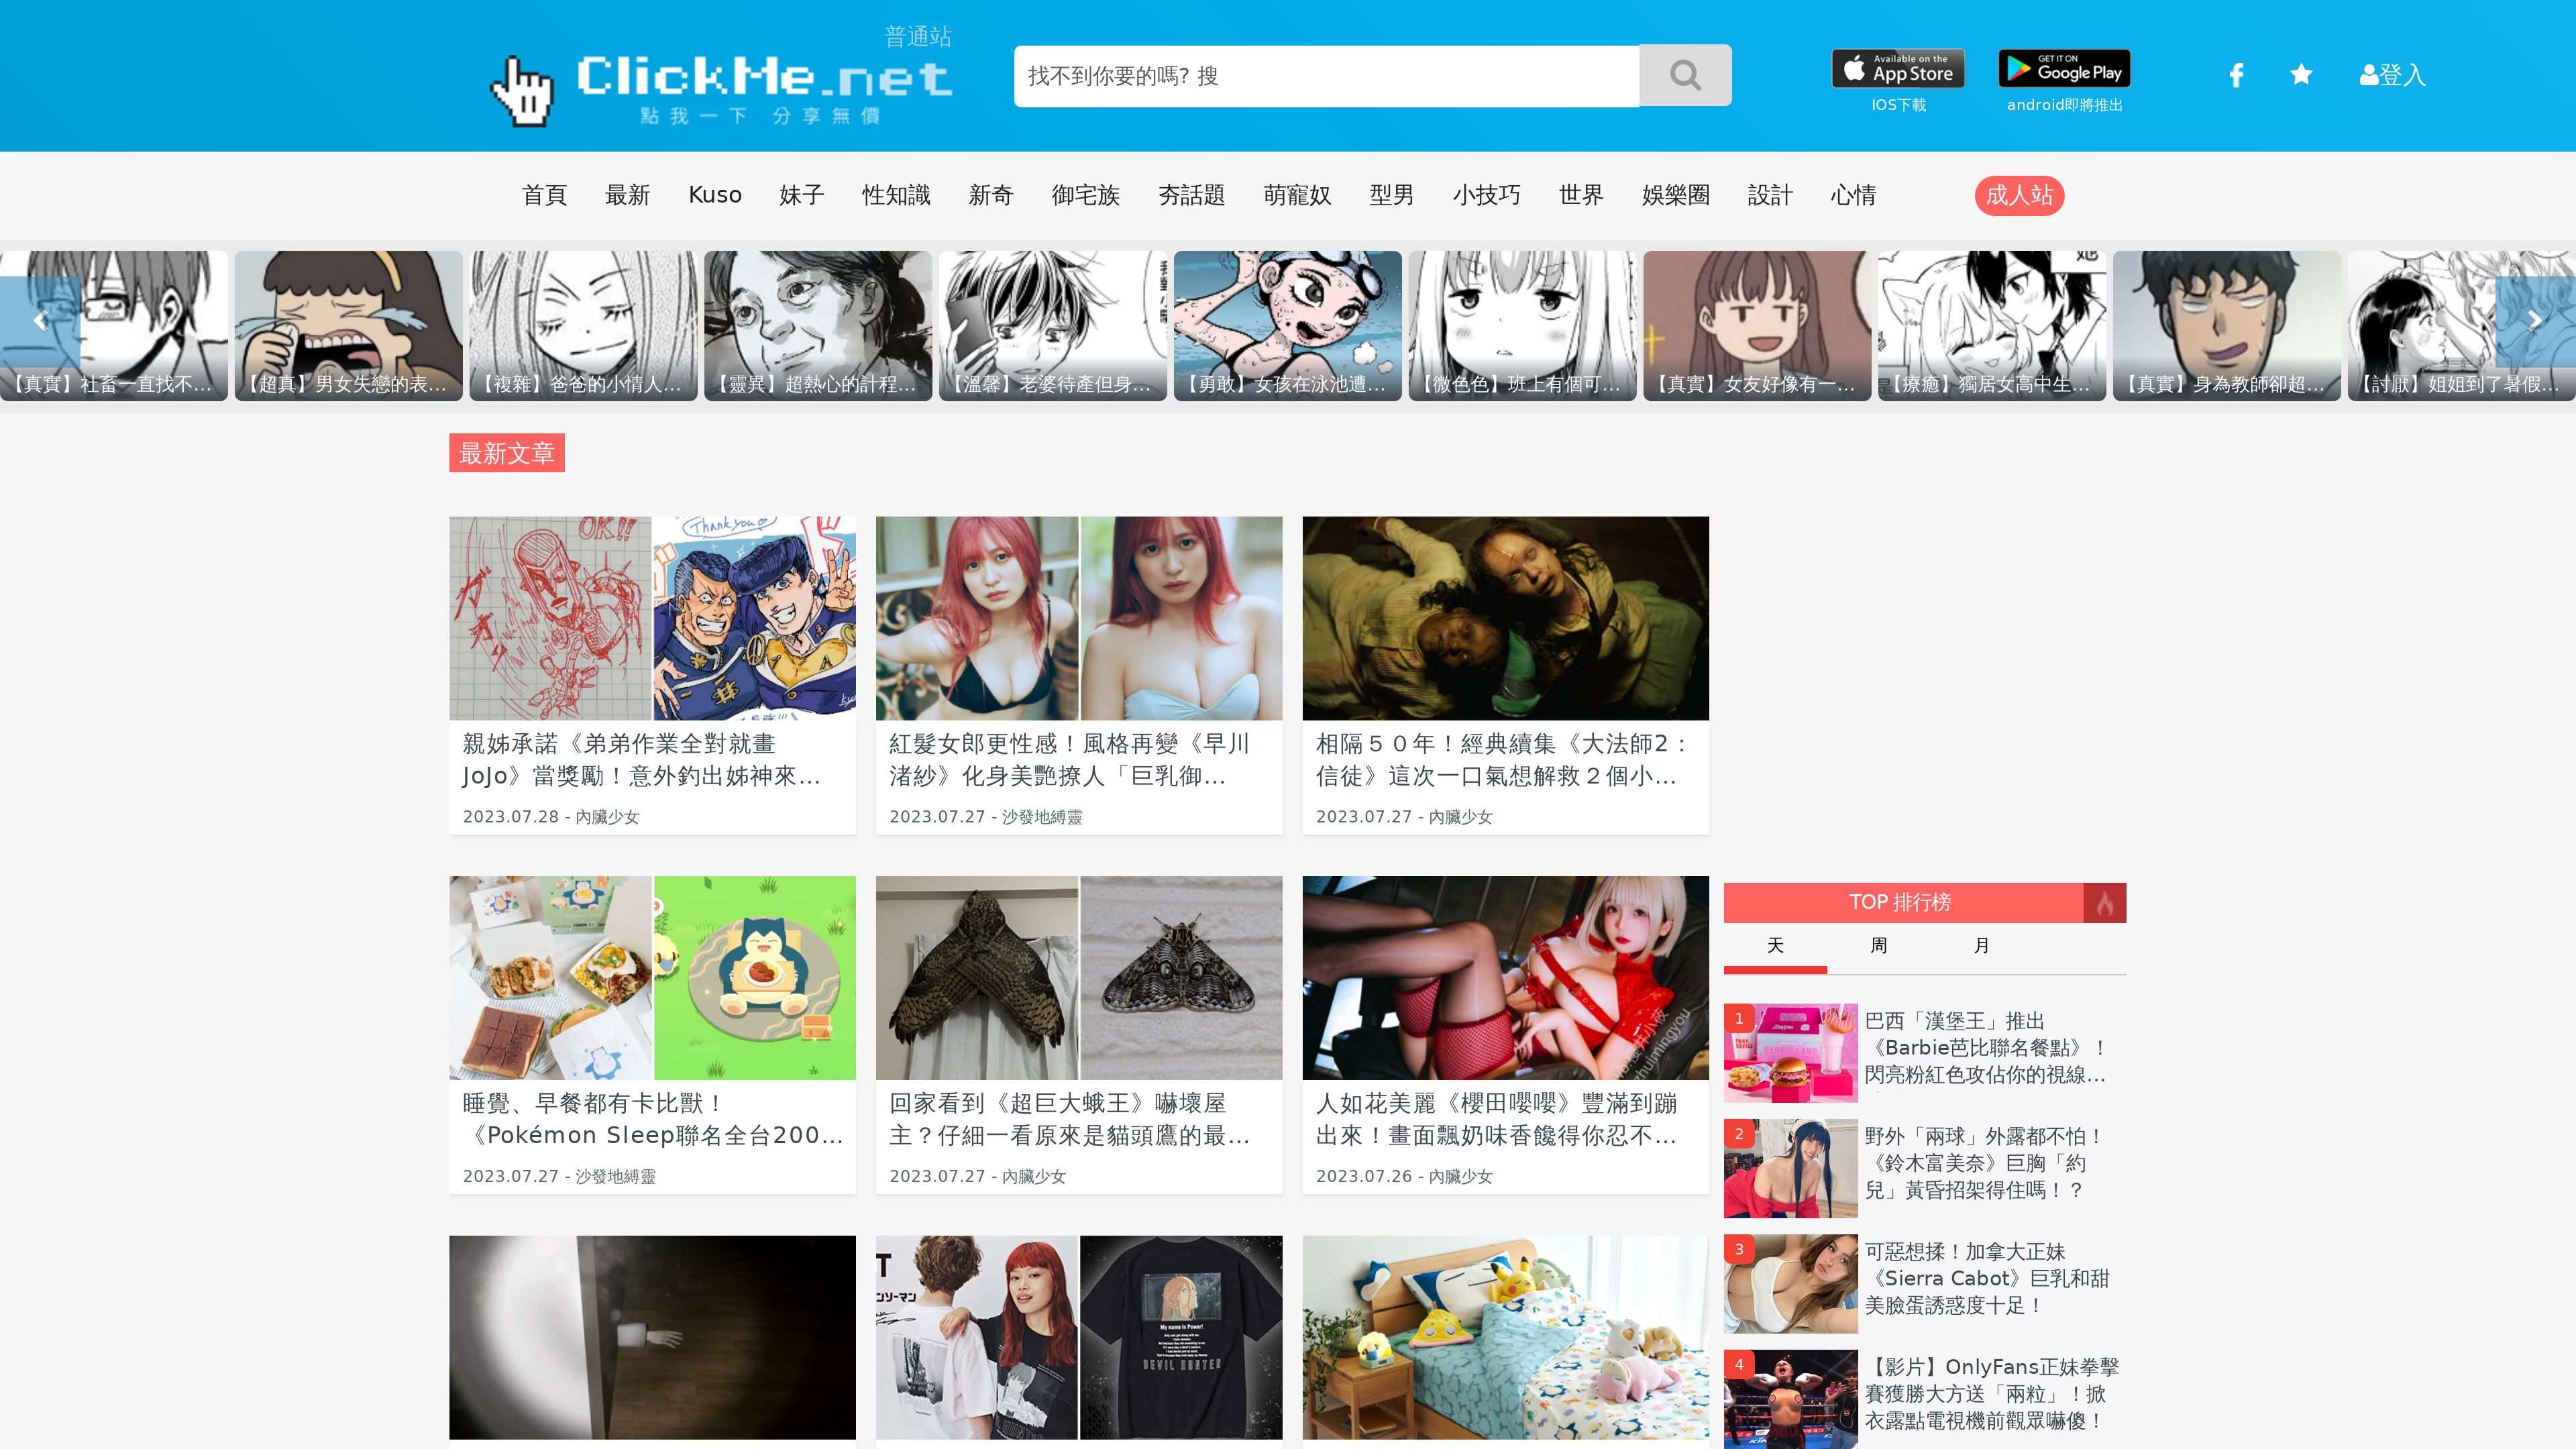 普通站
ClickMe.net
點我一下 分享無價
找不到你要的嗎? 搜
Available on the App Store
IOS下載
GET IT ON Google Play
android即將推出
登入
首頁 最新 Kuso 妹子 性知識 新奇 御宅族 夯話題 萌寵奴 型男 小技巧 世界 娛樂圈 設計 心情 成人站
【真實】社畜一直找不...
【超真】男女失戀的表...
【複雜】爸爸的小情人...
【靈異】超熱心的計程...
【溫馨】老婆待產但身...
【勇敢】女孩在泳池遭...
【微色色】班上有個可...
【真實】女友好像有一...
【療癒】獨居女高中生...
【真實】身為教師卻超...
【討厭】姐姐到了暑假...
最新文章
OK!!
Thank you
親姊承諾《弟弟作業全對就畫
JoJo》當獎勵！意外釣出姊神來...
2023.07.28 - 內臟少女
紅髮女郎更性感！風格再變《早川
渚紗》化身美艷撩人「巨乳御...
2023.07.27 - 沙發地縛靈
相隔５０年！經典續集《大法師2：
信徒》這次一口氣想解救２個小...
2023.07.27 - 內臟少女
睡覺、早餐都有卡比獸！
《Pokémon Sleep聯名全台200...
2023.07.27 - 沙發地縛靈
回家看到《超巨大蛾王》嚇壞屋
主？仔細一看原來是貓頭鷹的最...
2023.07.27 - 內臟少女
人如花美麗《櫻田嚶嚶》豐滿到蹦
出來！畫面飄奶味香饞得你忍不...
2023.07.26 - 內臟少女
My name is Power!
DEVIL HUNTER
TOP 排行榜
天 周 月
1
巴西「漢堡王」推出
《Barbie芭比聯名餐點》！
閃亮粉紅色攻佔你的視線...
2
野外「兩球」外露都不怕！
《鈴木富美奈》巨胸「約
兒」黃昏招架得住嗎！？
3
可惡想揉！加拿大正妹
《Sierra Cabot》巨乳和甜
美臉蛋誘惑度十足！
4
【影片】OnlyFans正妹拳擊
賽獲勝大方送「兩粒」！掀
衣露點電視機前觀眾嚇傻！